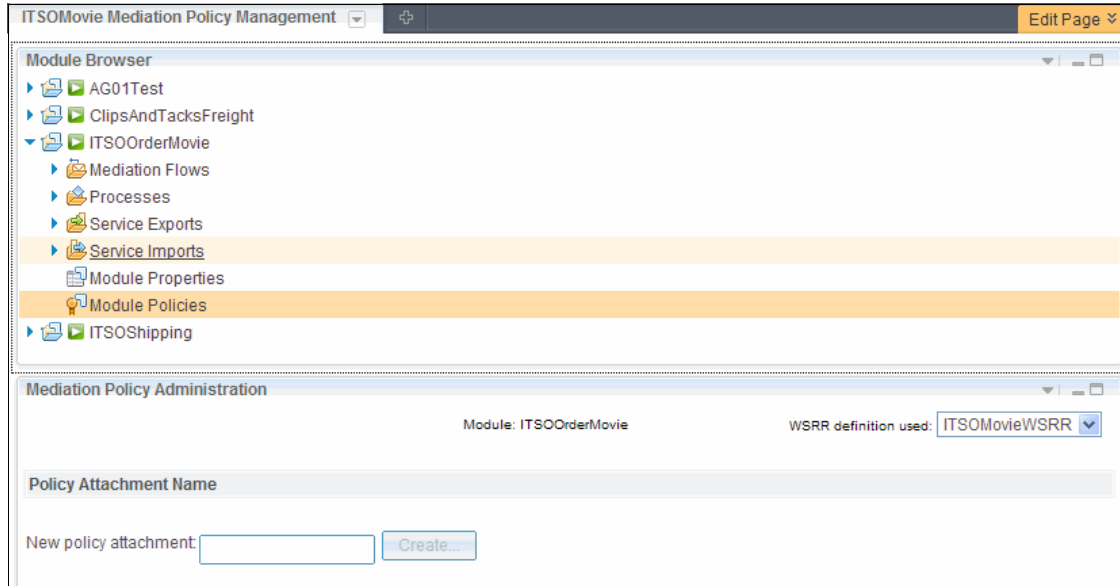 ITSOMovie Mediation Policy Management
Edit Page
Module Browser
AG01Test
ClipsAndTacksFreight
ITSOOrderMovie
Mediation Flows
Processes
Service Exports
Service Imports
Module Properties
Module Policies
ITSOShipping
Mediation Policy Administration
Module: ITSOOrderMovie WSRR definition used: ITSOMovieWSRR
Policy Attachment Name
New policy attachment: Create...